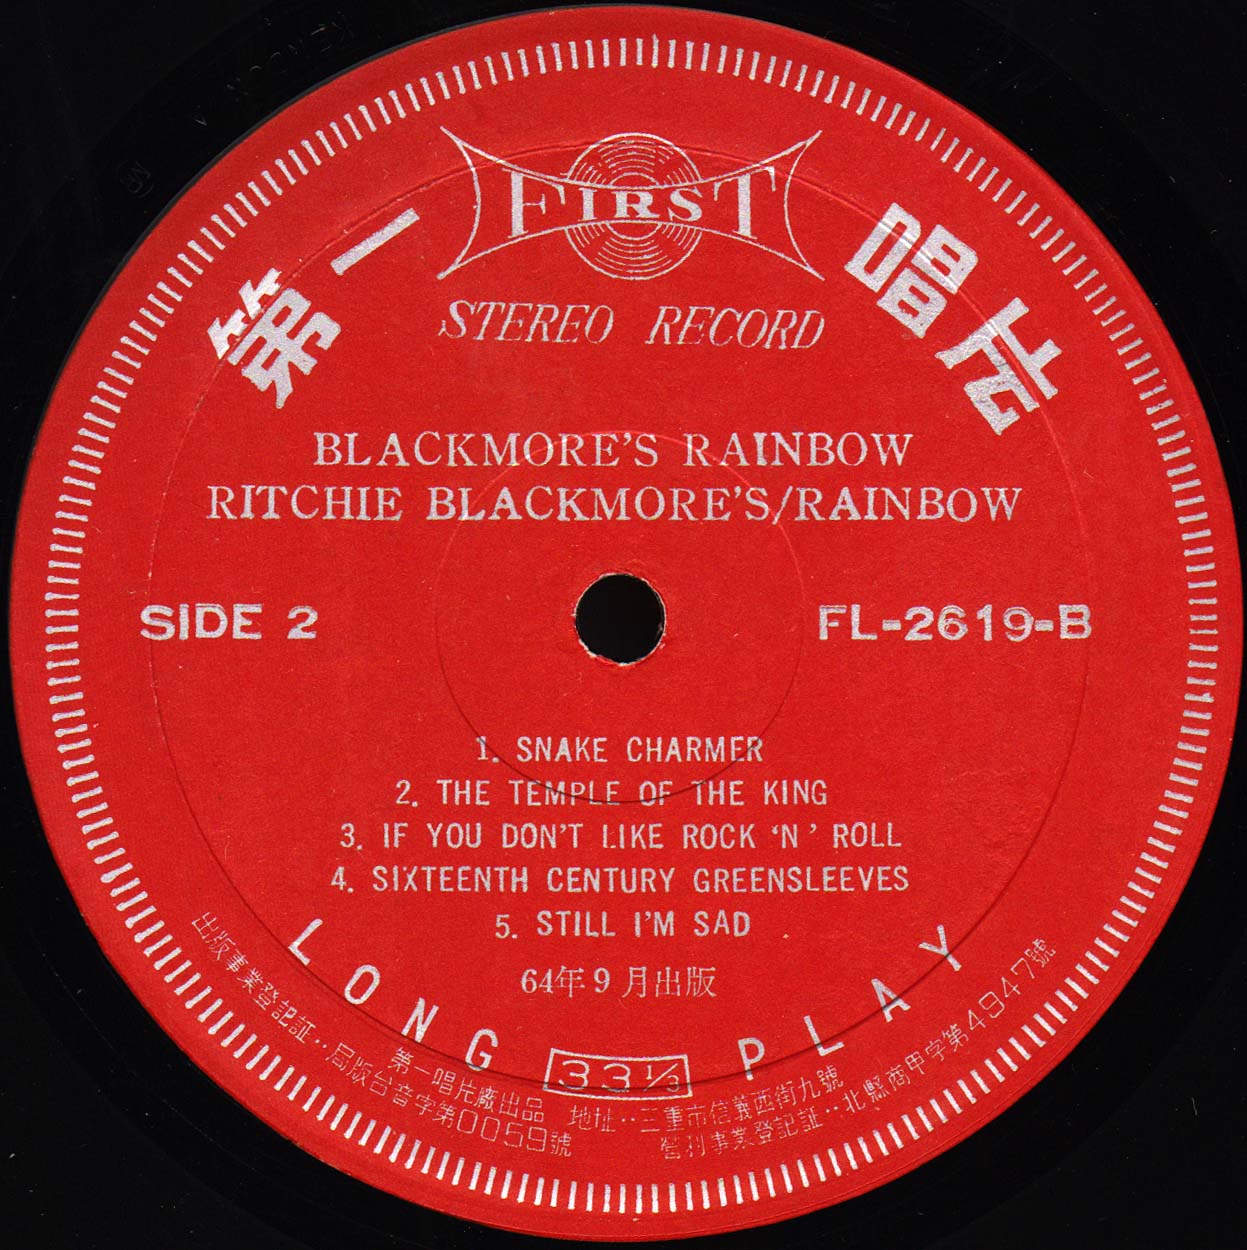 FIRST
第一唱片
STEREO RECORD
BLACKMORE'S RAINBOW
RITCHIE BLACKMORE'S/RAINBOW
SIDE 2
FL-2619-B
1. SNAKE CHARMER
2. THE TEMPLE OF THE KING
3. IF YOU DON'T LIKE ROCK 'N' ROLL
4. SIXTEENTH CENTURY GREENSLEEVES
5. STILL I'M SAD
64年9月出版
LONG PLAY
33⅓
第一唱片廠出品 地址‥三重市信義西街九號
出版事業登記証‥局版台音字第0059號
營利事業登記証‥北縣商甲字第4947號